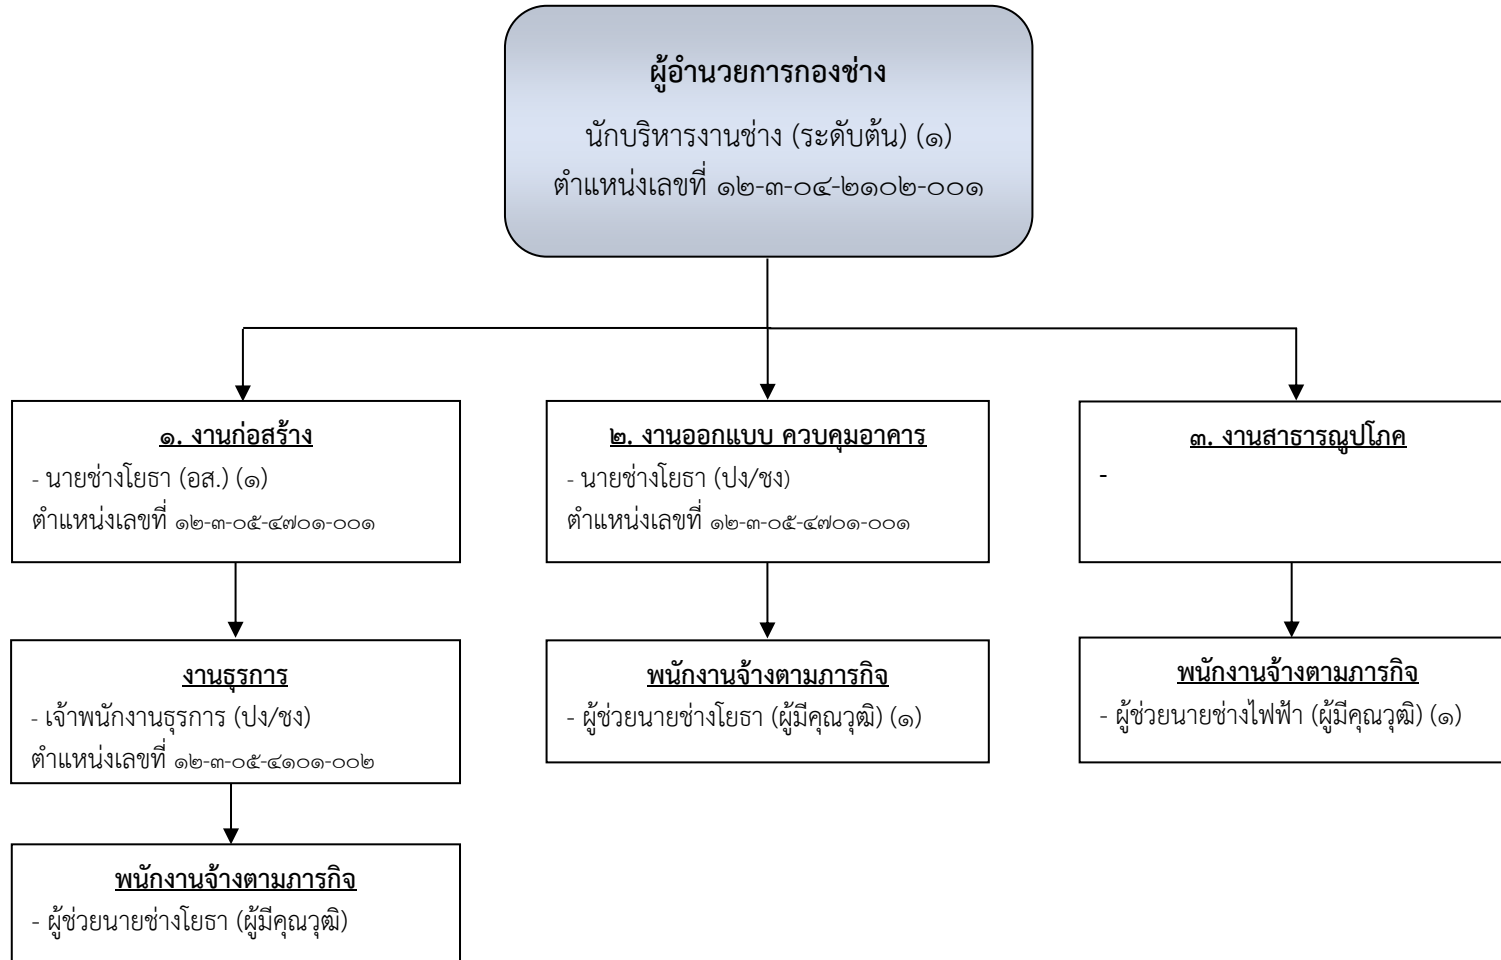 ผู้อำนวยการกองช่าง
นักบริหารงานช่าง (ระดับต้น) (๑)
ตำแหน่งเลขที่ ๑๒-๓-๐๔-๒๑๐๒-๐๐๑
๑. งานก่อสร้าง
- นายช่างโยธา (อส.) (๑)
ตำแหน่งเลขที่ ๑๒-๓-๐๕-๔๗๐๑-๐๐๑
๒. งานออกแบบ ควบคุมอาคาร
- นายช่างโยธา (ปง/ชง)
ตำแหน่งเลขที่ ๑๒-๓-๐๕-๔๗๐๑-๐๐๑
๓. งานสาธารณูปโภค
-
งานธุรการ
- เจ้าพนักงานธุรการ (ปง/ชง)
ตำแหน่งเลขที่ ๑๒-๓-๐๕-๔๑๐๑-๐๐๒
พนักงานจ้างตามภารกิจ
- ผู้ช่วยนายช่างโยธา (ผู้มีคุณวุฒิ) (๑)
พนักงานจ้างตามภารกิจ
- ผู้ช่วยนายช่างไฟฟ้า (ผู้มีคุณวุฒิ) (๑)
พนักงานจ้างตามภารกิจ
- ผู้ช่วยนายช่างโยธา (ผู้มีคุณวุฒิ)